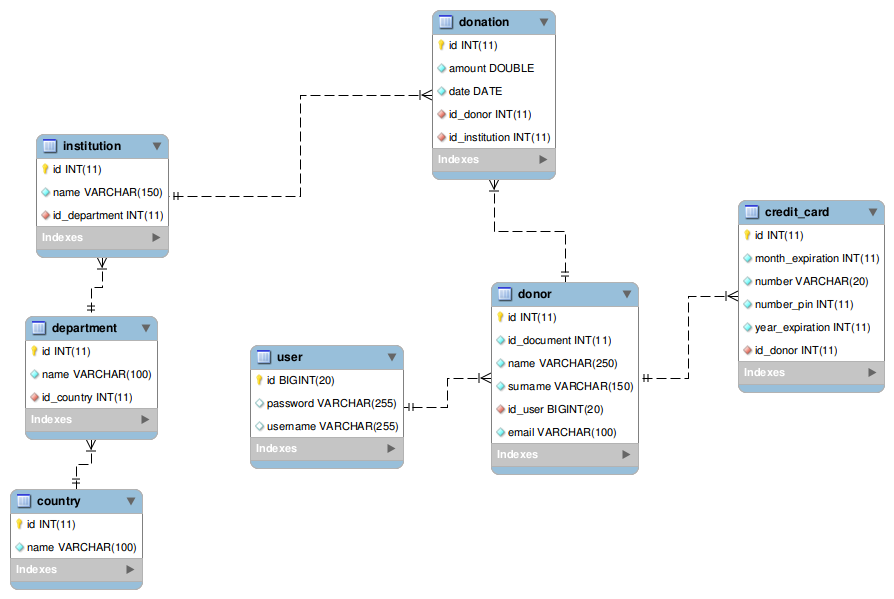 donation
id INT(11)
amount DOUBLE
date DATE
id_donor INT(11)
id_institution INT(11)
Indexes
institution
id INT(11)
name VARCHAR(150)
id_department INT(11)
Indexes
credit_card
id INT(11)
month_expiration INT(11)
number VARCHAR(20)
number_pin INT(11)
year_expiration INT(11)
id_donor INT(11)
Indexes
donor
id INT(11)
id_document INT(11)
name VARCHAR(250)
surname VARCHAR(150)
id_user BIGINT(20)
email VARCHAR(100)
Indexes
department
id INT(11)
name VARCHAR(100)
id_country INT(11)
Indexes
user
id BIGINT(20)
password VARCHAR(255)
username VARCHAR(255)
Indexes
country
id INT(11)
name VARCHAR(100)
Indexes